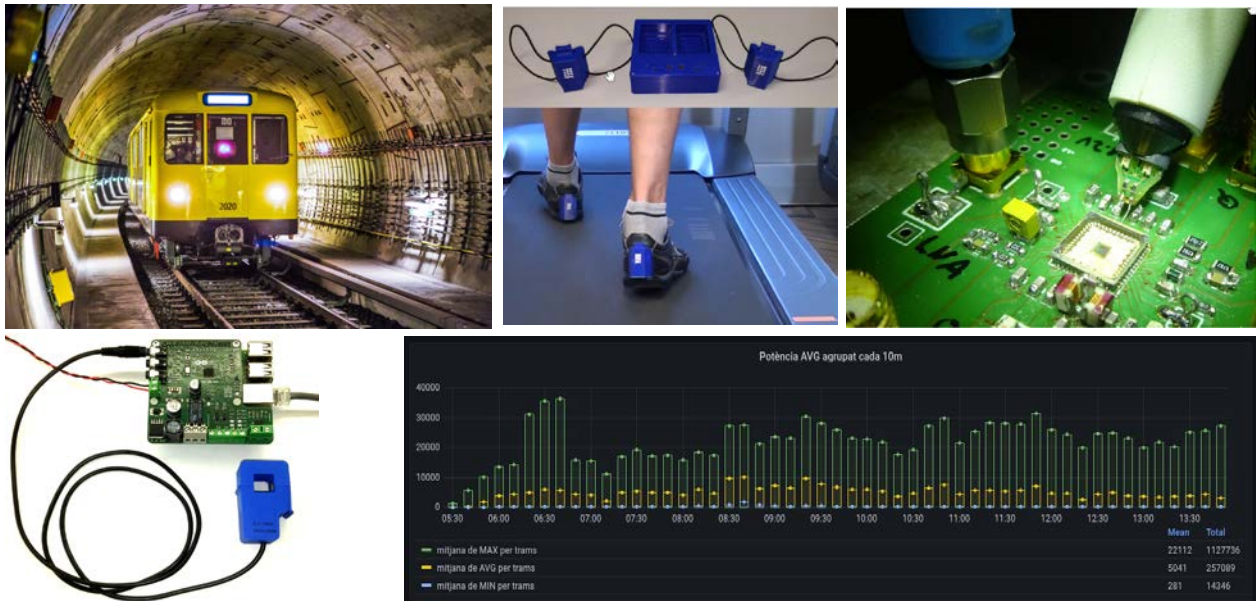 2020
LNA
Potència AVG agrupat cada 10m
40000
30000
20000
10000
0
05:30 06:00 06:30 07:00 07:30 08:00 08:30 09:00 09:30 10:00 10:30 11:00 11:30 12:00 12:30 13:00 13:30
Mean Total
mitjana de MAX per trams 22112 1127736
mitjana de AVG per trams 5041 257089
mitjana de MIN per trams 281 14346